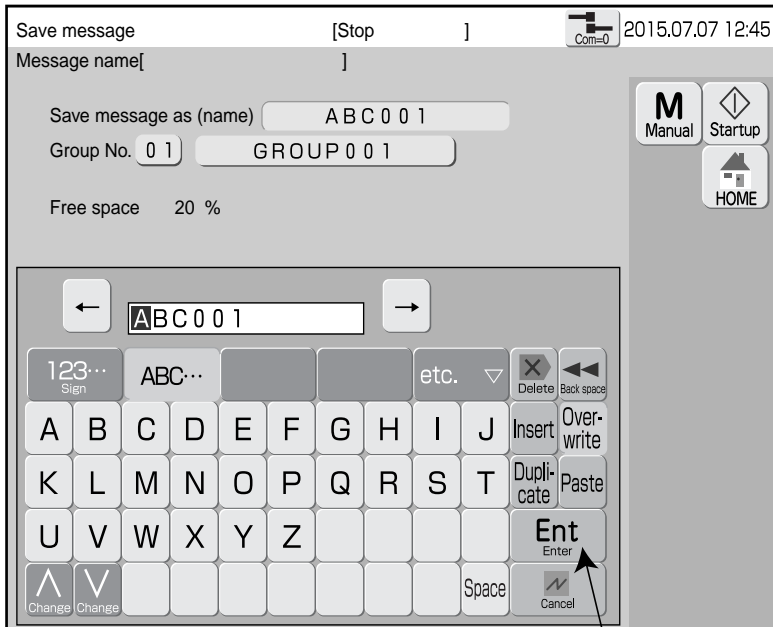 Save message [Stop ] Com=0 2015.07.07 12:45
Message name[ ]
M
Manual
Startup
HOME
Save message as (name) ABC001
Group No. 01 GROUP001
Free space 20 %
← ABC001 →
123… Sign
ABC…
etc. ▽
Delete
Back space
A B C D E F G H I J Insert Over-write
K L M N O P Q R S T Dupli-cate Paste
U V W X Y Z Ent Enter
Change Change Space Cancel